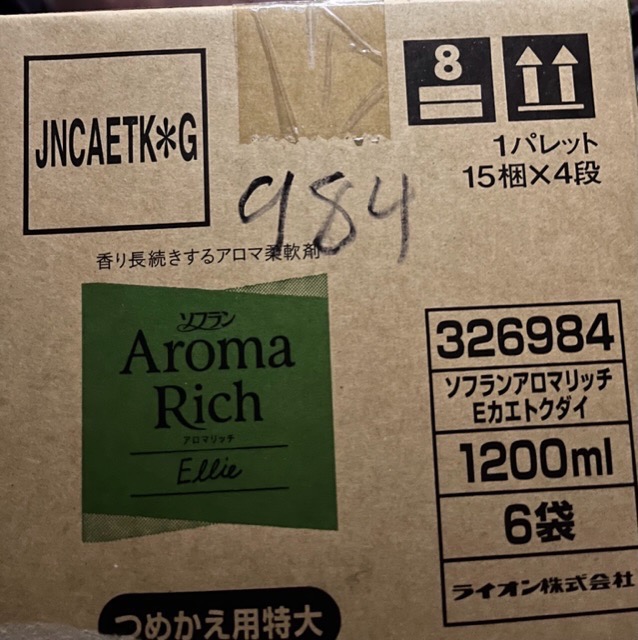 JNCAETK*G
8
1パレット
15梱×4段
984
香り長続きするアロマ柔軟剤
ソフラン
Aroma
Rich
アロマリッチ
Ellie
326984
ソフランアロマリッチ
Eカエトクダイ
1200ml
6袋
ライオン株式会社
つめかえ用特大